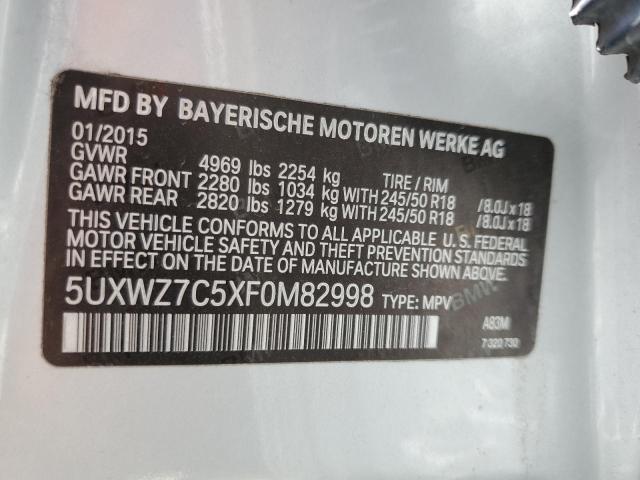 MFD BY BAYERISCHE MOTOREN WERKE AG
01/2015
GVWR 4969 lbs 2254 kg TIRE / RIM
GAWR FRONT 2280 lbs 1034 kg WITH 245/50 R18 /8.0J x 18
GAWR REAR 2820 lbs 1279 kg WITH 245/50 R18 /8.0J x 18
THIS VEHICLE CONFORMS TO ALL APPLICABLE U.S. FEDERAL
MOTOR VEHICLE SAFETY AND THEFT PREVENTION STANDARDS
IN EFFECT ON THE DATE OF MANUFACTURE SHOWN ABOVE.
5UXWZ7C5XF0M82998 TYPE: MPV
A83M
7 320 730